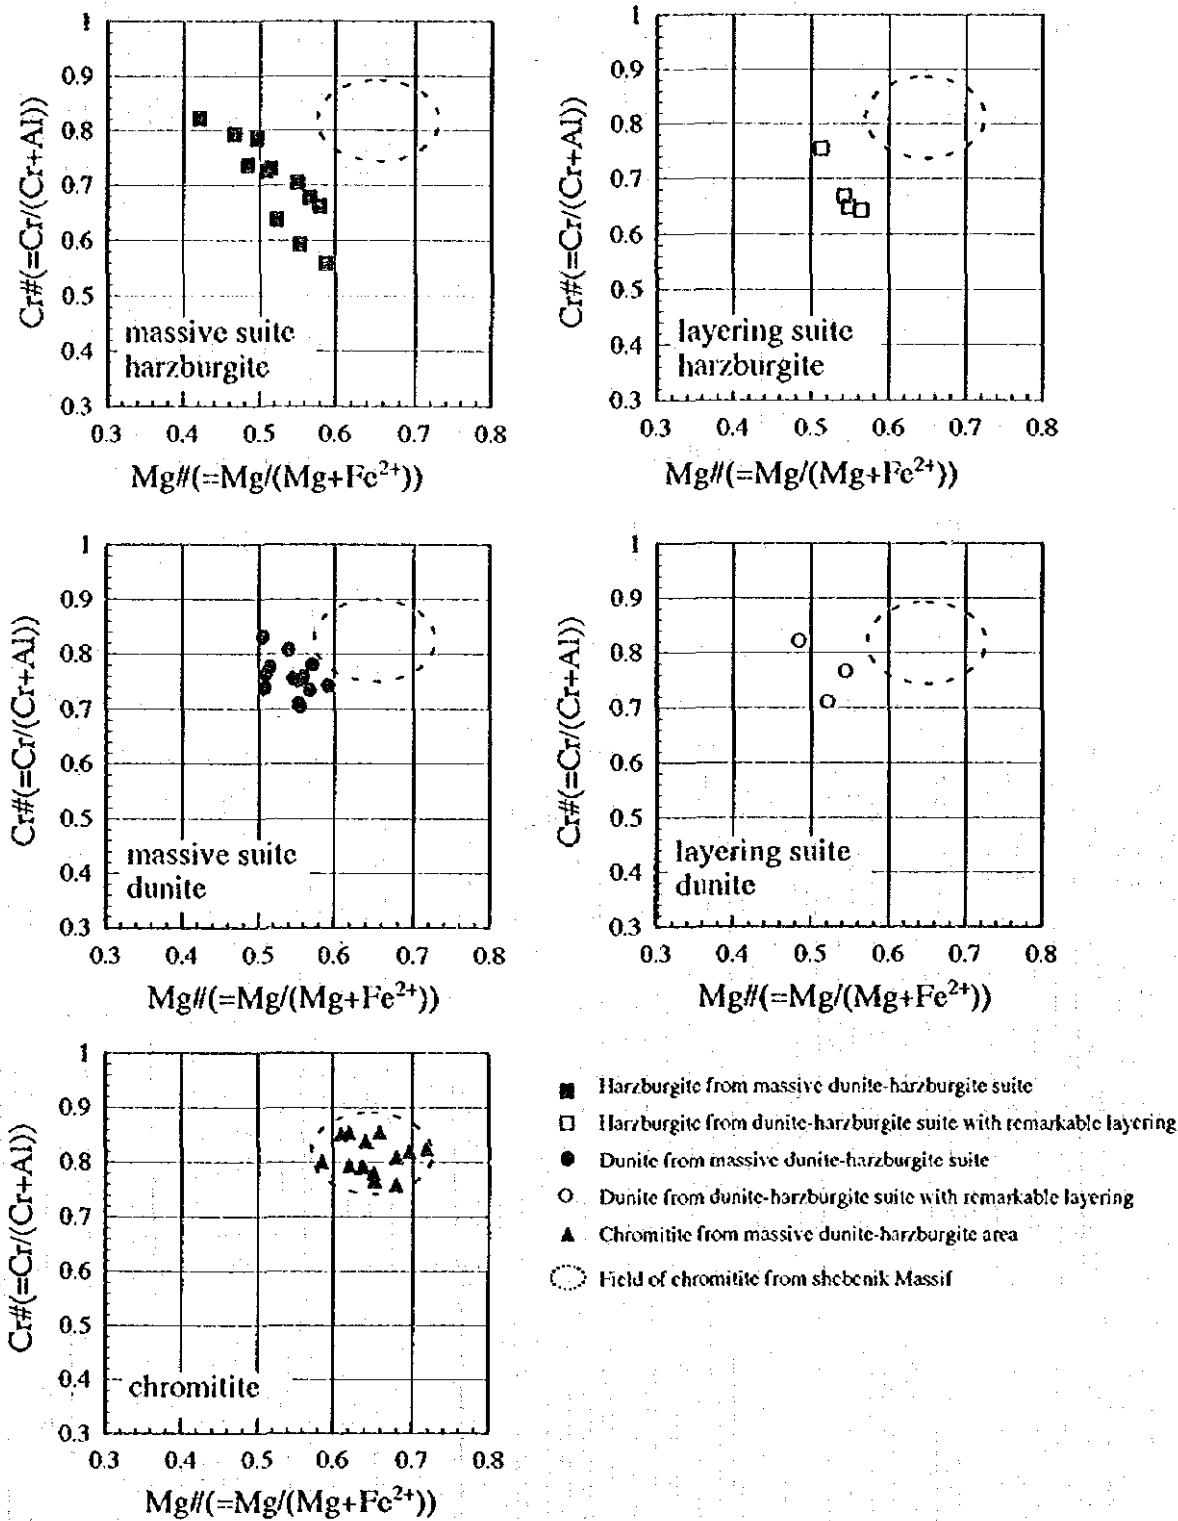 1
0.9
0.8
0.7
0.6
0.5
0.4
0.3
Cr#(=Cr/(Cr+Al))
massive suite
harzburgite
0.3 0.4 0.5 0.6 0.7 0.8
Mg#(=Mg/(Mg+Fe²⁺))
1
0.9
0.8
0.7
0.6
0.5
0.4
0.3
Cr#(=Cr/(Cr+Al))
layering suite
harzburgite
0.3 0.4 0.5 0.6 0.7 0.8
Mg#(=Mg/(Mg+Fe²⁺))
1
0.9
0.8
0.7
0.6
0.5
0.4
0.3
Cr#(=Cr/(Cr+Al))
massive suite
dunite
0.3 0.4 0.5 0.6 0.7 0.8
Mg#(=Mg/(Mg+Fe²⁺))
1
0.9
0.8
0.7
0.6
0.5
0.4
0.3
Cr#(=Cr/(Cr+Al))
layering suite
dunite
0.3 0.4 0.5 0.6 0.7 0.8
Mg#(=Mg/(Mg+Fe²⁺))
1
0.9
0.8
0.7
0.6
0.5
0.4
0.3
Cr#(=Cr/(Cr+Al))
chromitite
0.3 0.4 0.5 0.6 0.7 0.8
Mg#(=Mg/(Mg+Fe²⁺))
Harzburgite from massive dunite-harzburgite suite
Harzburgite from dunite-harzburgite suite with remarkable layering
Dunite from massive dunite-harzburgite suite
Dunite from dunite-harzburgite suite with remarkable layering
Chromitite from massive dunite-harzburgite area
Field of chromitite from shebenik Massif